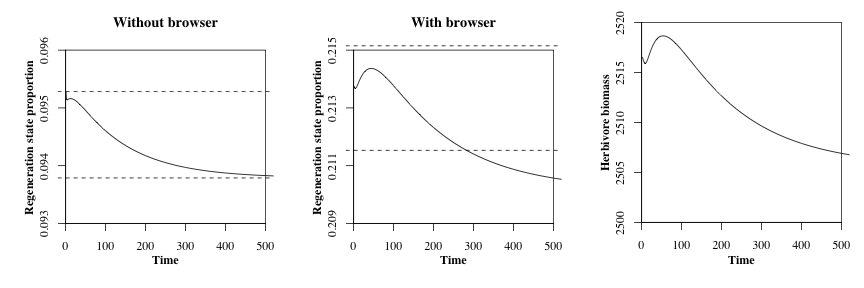 Without browser
Regeneration state proportion
0.096
0.095
0.094
0.093
0 100 200 300 400 500
Time
With browser
Regeneration state proportion
0.215
0.213
0.211
0.209
0 100 200 300 400 500
Time
Herbivore biomass
2520
2515
2510
2505
2500
0 100 200 300 400 500
Time